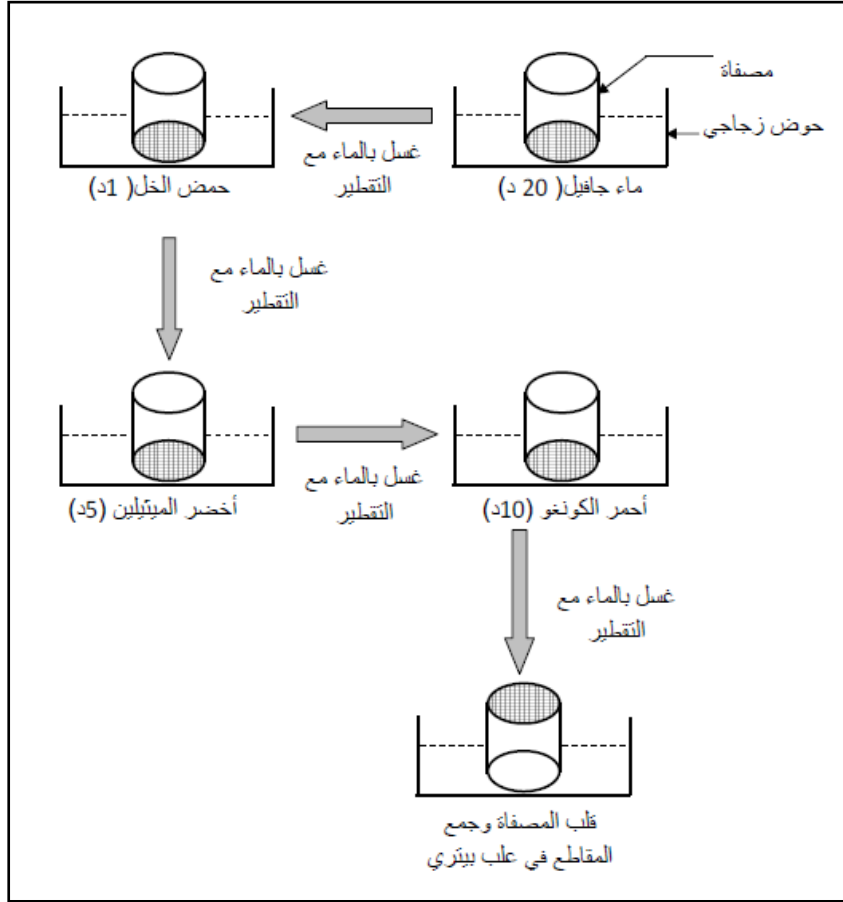 مصفاة
حوض زجاجي
ماء جافيل( 20 د)
غسل بالماء مع
التقطير
حمض الخل( 1د)
غسل بالماء مع
التقطير
أخضر الميثيلين (5د)
غسل بالماء مع
التقطير
أحمر الكونغو (10د)
غسل بالماء مع
التقطير
قلب المصفاة وجمع
المقاطع في علب بيتري